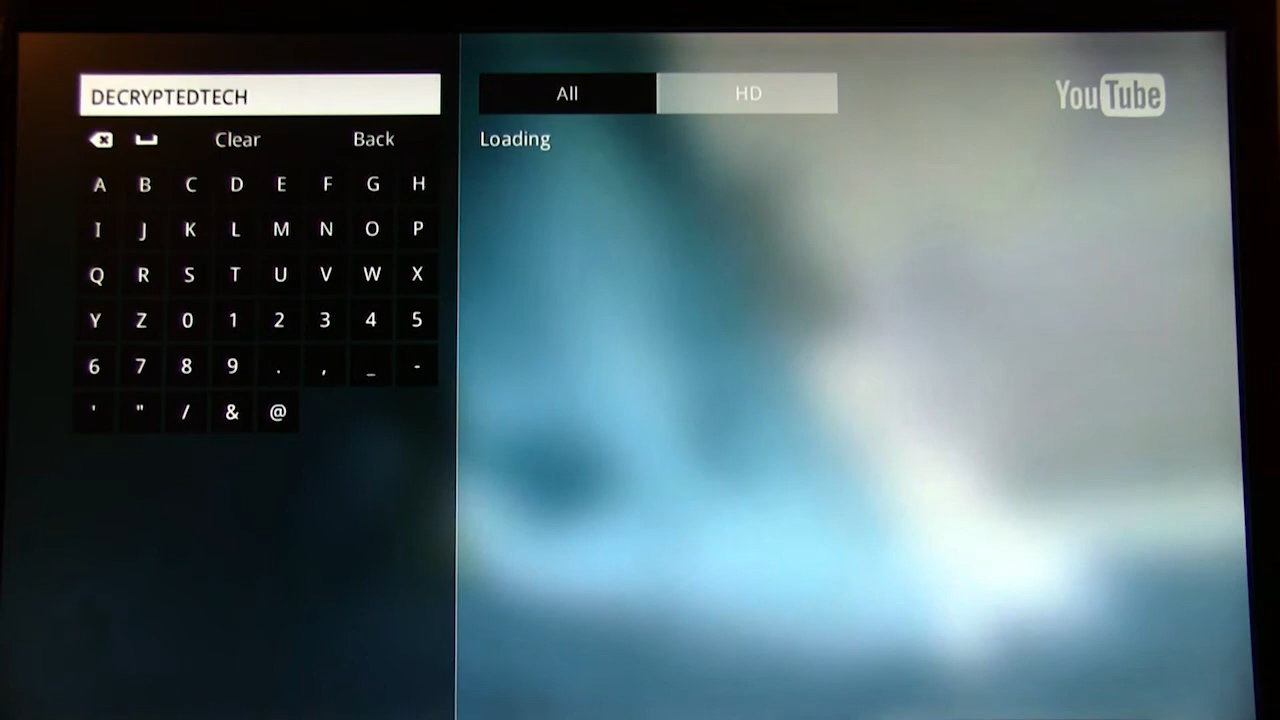 DECRYPTEDTECH
Clear Back
A B C D E F G H
I J K L M N O P
Q R S T U V W X
Y Z 0 1 2 3 4 5
6 7 8 9 . , _ -
' " / & @
All HD
Loading
YouTube